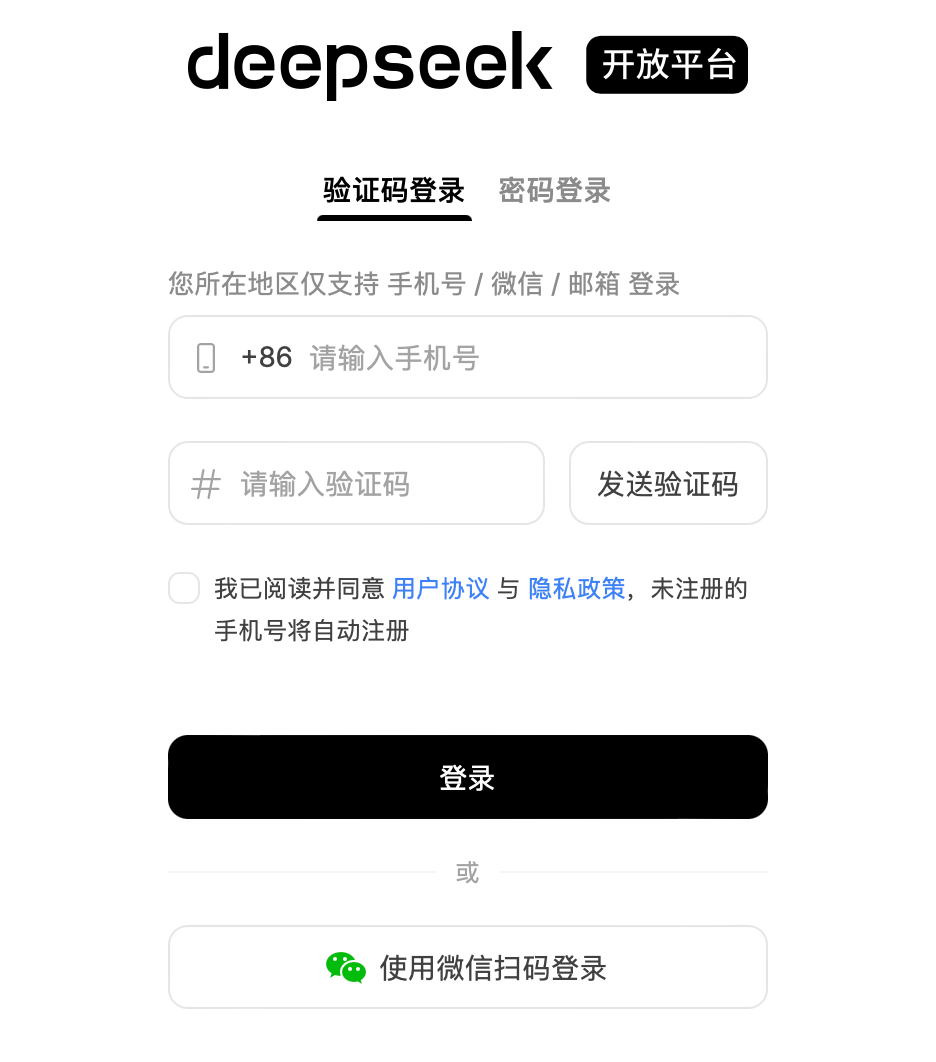 deepseek 开放平台
验证码登录 密码登录
您所在地区仅支持 手机号 / 微信 / 邮箱 登录
+86 请输入手机号
# 请输入验证码 发送验证码
我已阅读并同意 用户协议 与 隐私政策，未注册的
手机号将自动注册
登录
或
使用微信扫码登录